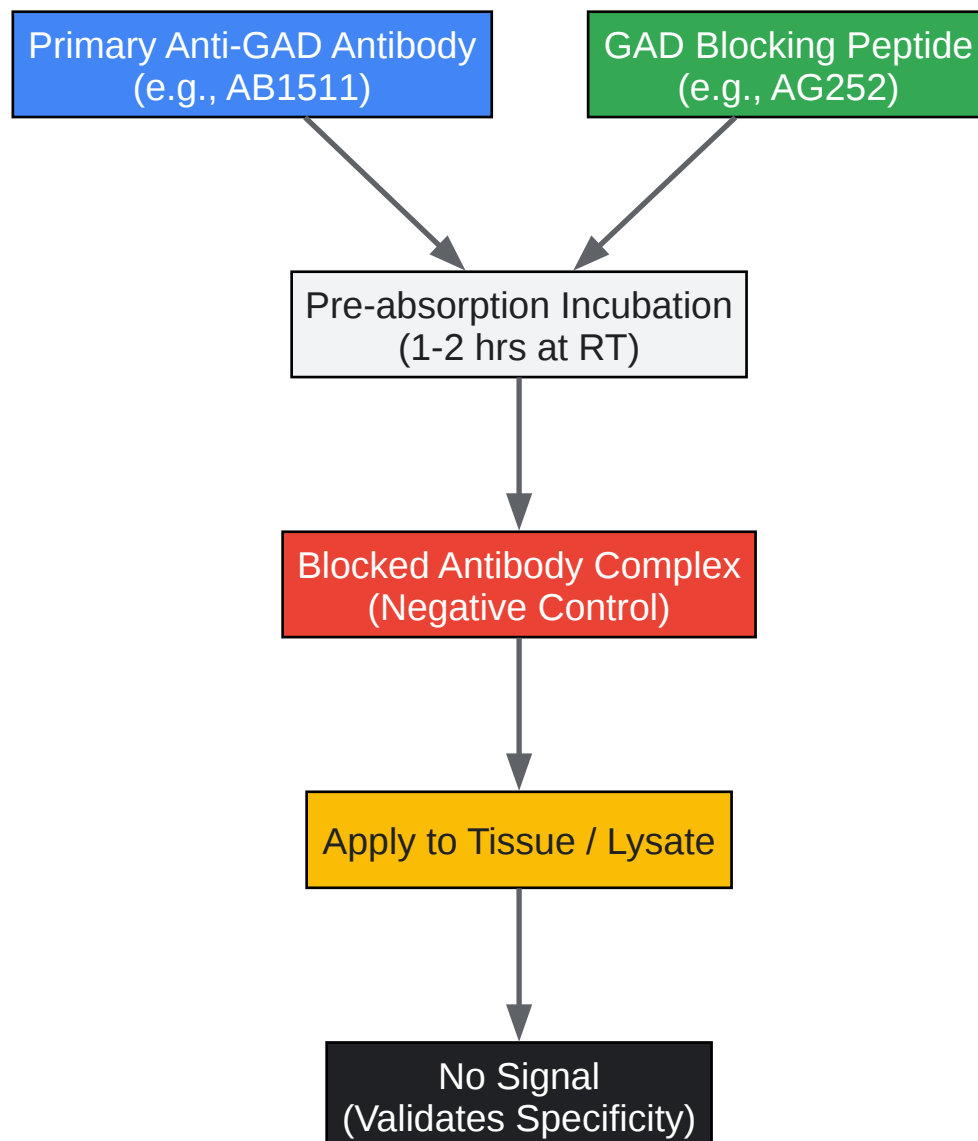 Primary Anti-GAD Antibody
(e.g., AB1511)
GAD Blocking Peptide
(e.g., AG252)
Pre-absorption Incubation
(1-2 hrs at RT)
Blocked Antibody Complex
(Negative Control)
Apply to Tissue / Lysate
No Signal
(Validates Specificity)